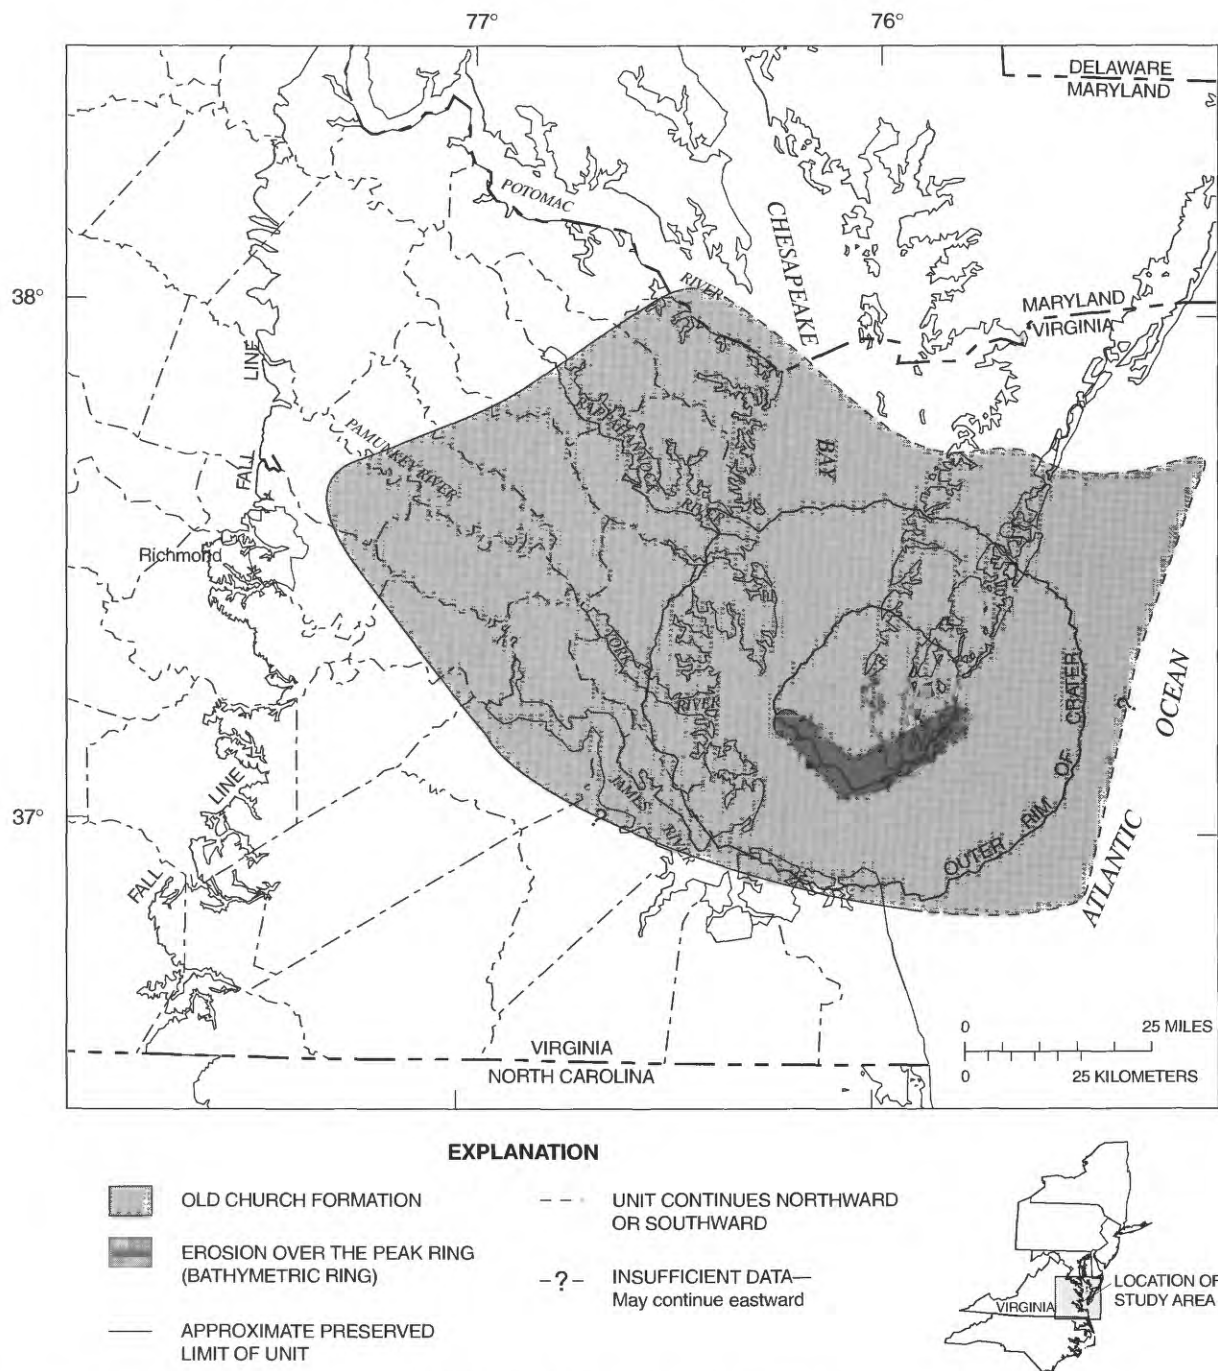 77°
76°
DELAWARE
MARYLAND
POTOMAC
RIVER
CHESAPEAKE
38°
MARYLAND
VIRGINIA
LINE
FALL
PAMUNKEY RIVER
RAPPAHANNOCK
RIVER
BAY
Richmond
YORK
RIVER
CRATER
OF
RIM
OUTER
?
OCEAN
ATLANTIC
37°
LINE
FALL
JAMES
RIVER
?
0 25 MILES
0 25 KILOMETERS
VIRGINIA
NORTH CAROLINA
EXPLANATION
OLD CHURCH FORMATION
EROSION OVER THE PEAK RING
(BATHYMETRIC RING)
APPROXIMATE PRESERVED
LIMIT OF UNIT
UNIT CONTINUES NORTHWARD
OR SOUTHWARD
–?– INSUFFICIENT DATA—
May continue eastward
VIRGINIA
LOCATION OF
STUDY AREA